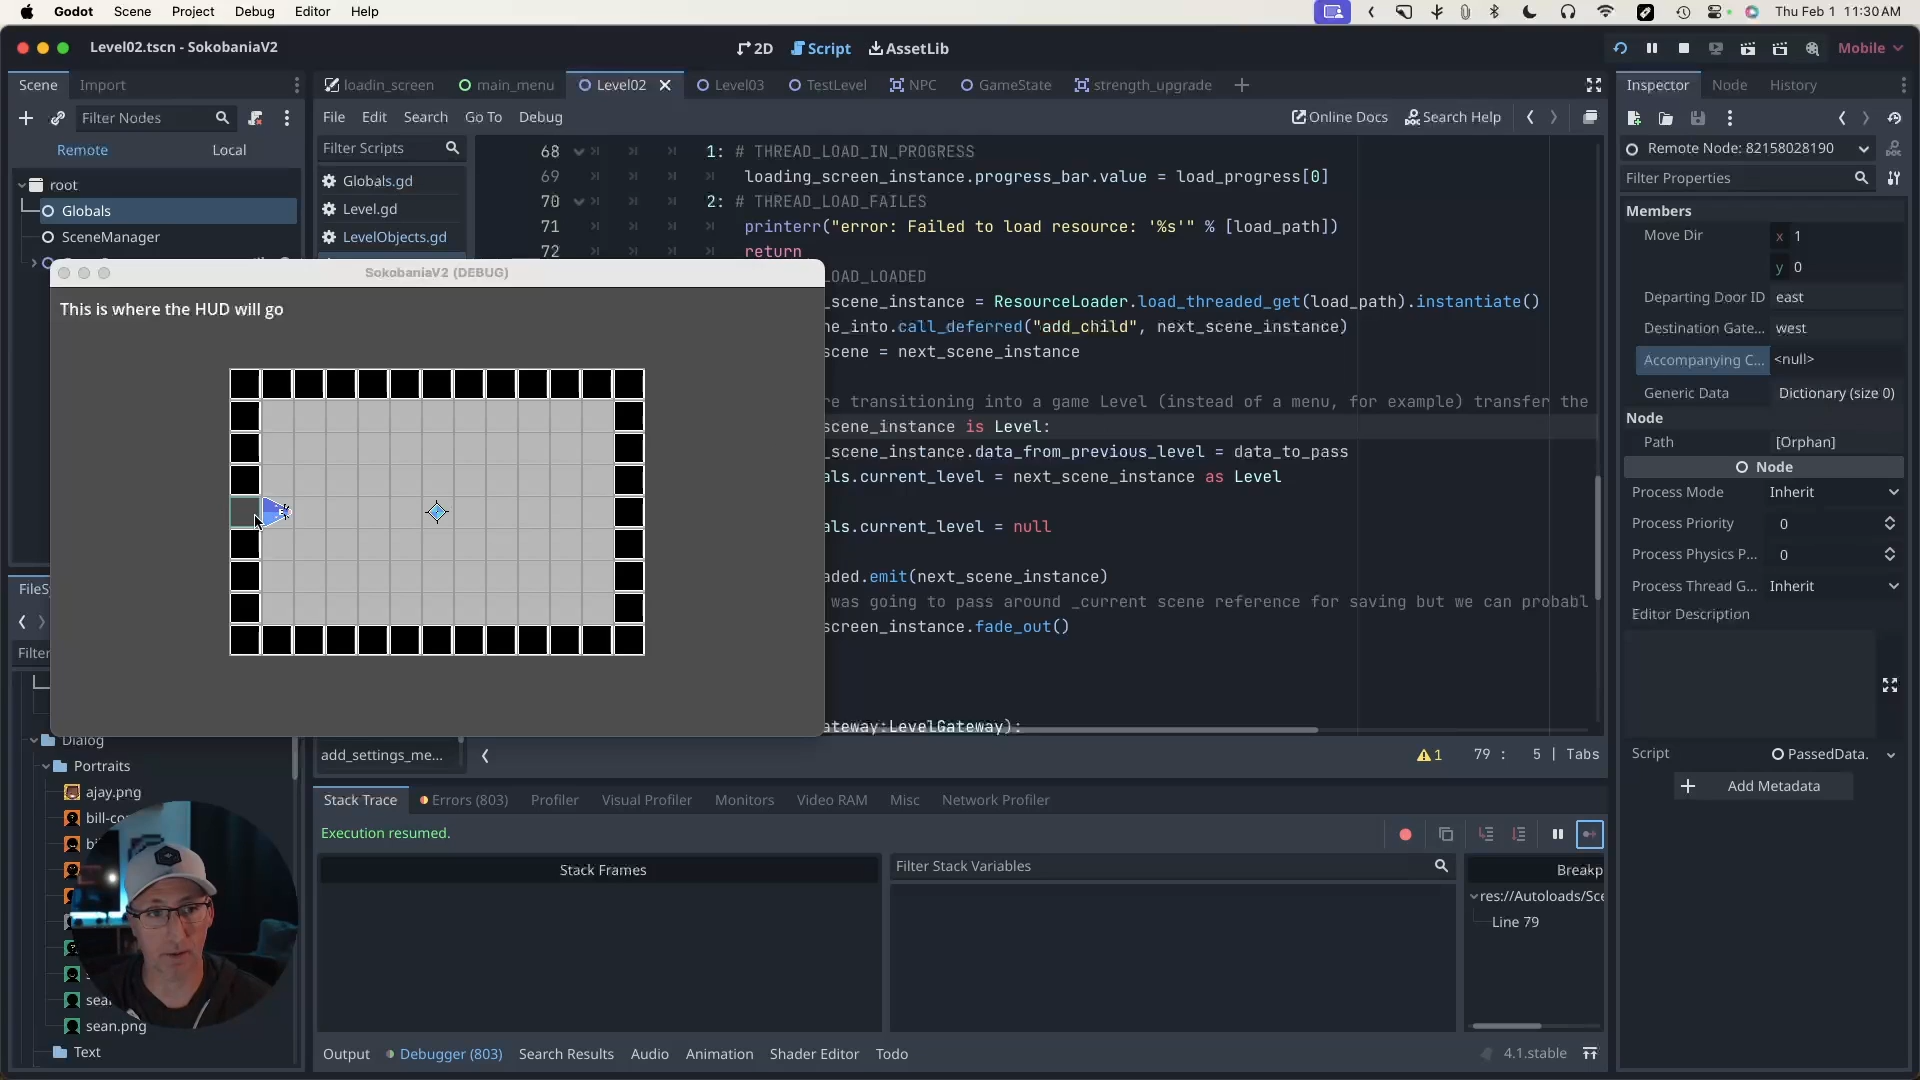 Godot Scene Project Debug Editor Help
Thu Feb 1 11:30 AM
Level02.tscn - SokobaniaV2
2D Script AssetLib
Mobile
Scene Import
loadin_screen main_menu Level02 Level03 TestLevel NPC GameState strength_upgrade
Inspector Node History
Filter Nodes
File Edit Search Go To Debug
Online Docs Search Help
Remote Local
Filter Scripts
Remote Node: 82158028190
Filter Properties
root
Globals
SceneManager
Globals.gd
Level.gd
LevelObjects.gd
68 1: # THREAD_LOAD_IN_PROGRESS
69 loading_screen_instance.progress_bar.value = load_progress[0]
70 2: # THREAD_LOAD_FAILES
71 printerr("error: Failed to load resource: '%s'" % [load_path])
72 return
OAD_LOADED
_scene_instance = ResourceLoader.load_threaded_get(load_path).instantiate()
e_into.call_deferred("add_child", next_scene_instance)
scene = next_scene_instance
re transitioning into a game Level (instead of a menu, for example) transfer the
scene_instance is Level:
_scene_instance.data_from_previous_level = data_to_pass
als.current_level = next_scene_instance as Level
als.current_level = null
aded.emit(next_scene_instance)
was going to pass around _current scene reference for saving but we can probabl
screen_instance.fade_out()
ateway:LevelGateway):
SokobaniaV2 (DEBUG)
This is where the HUD will go
Members
Move Dir x 1
y 0
Departing Door ID east
Destination Gate... west
Accompanying C... <null>
Generic Data Dictionary (size 0)
Node
Path [Orphan]
Node
Process Mode Inherit
Process Priority 0
Process Physics P... 0
Process Thread G... Inherit
Editor Description
Script PassedData.
Add Metadata
FileSy
Filter
Dialog
Portraits
ajay.png
bill-co
bi
sea
sean.png
Text
add_settings_me...
1 79 : 5 | Tabs
Stack Trace Errors (803) Profiler Visual Profiler Monitors Video RAM Misc Network Profiler
Execution resumed.
Stack Frames
Filter Stack Variables
Breakp
res://Autoloads/Sce
Line 79
Output Debugger (803) Search Results Audio Animation Shader Editor Todo
4.1.stable